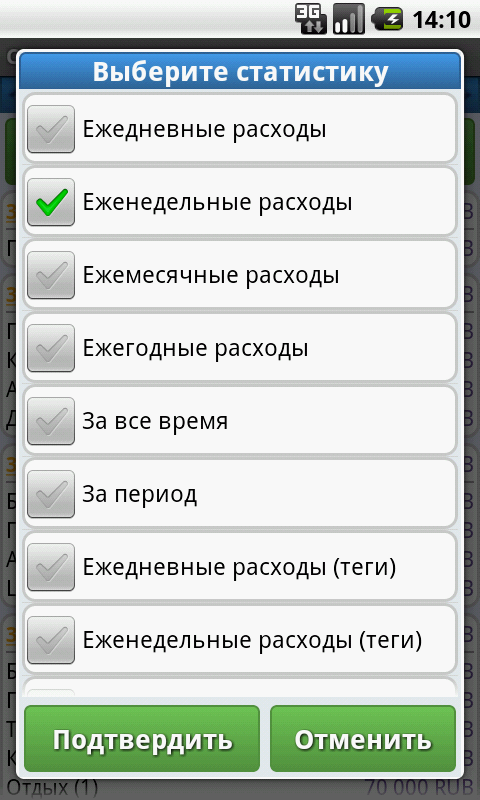 3G 14:10
Выберите статистику
Ежедневные расходы
Еженедельные расходы
Ежемесячные расходы
Ежегодные расходы
За все время
За период
Ежедневные расходы (теги)
Еженедельные расходы (теги)
Подтвердить Отменить
Отдых (1) 70 000 RUB